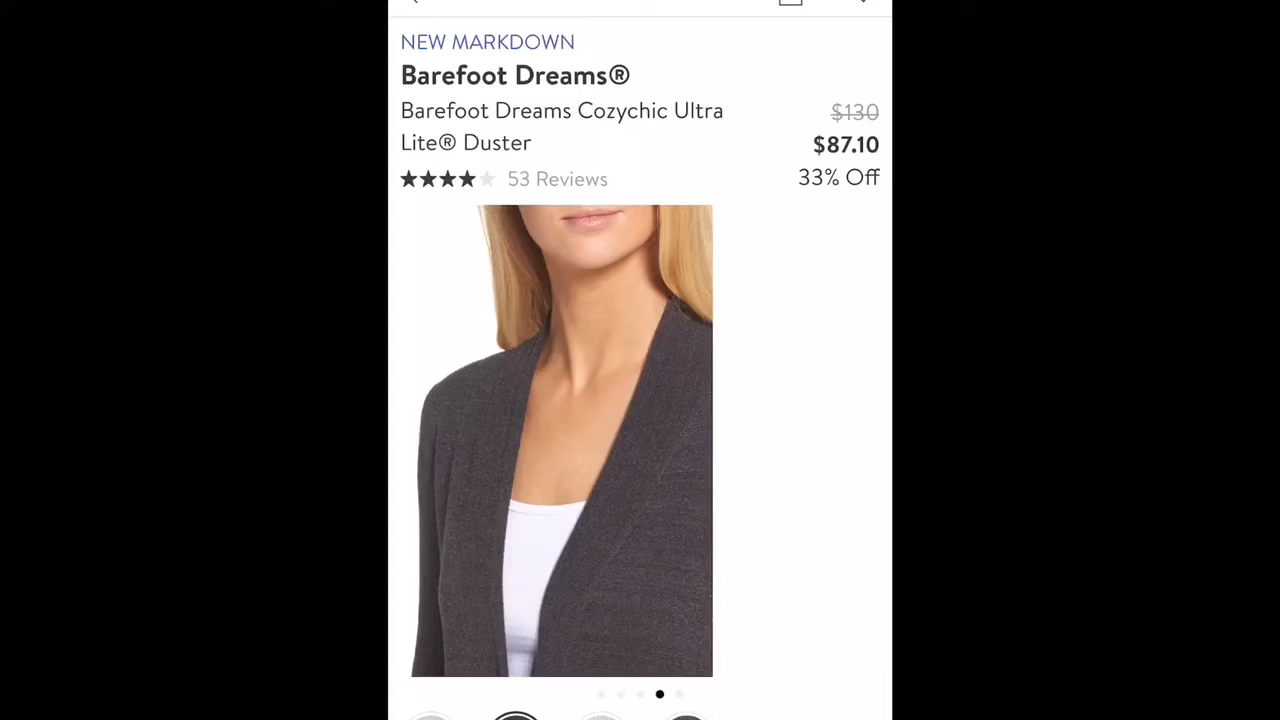 NEW MARKDOWN
Barefoot Dreams®
Barefoot Dreams Cozychic Ultra
Lite® Duster
$130
$87.10
33% Off
53 Reviews